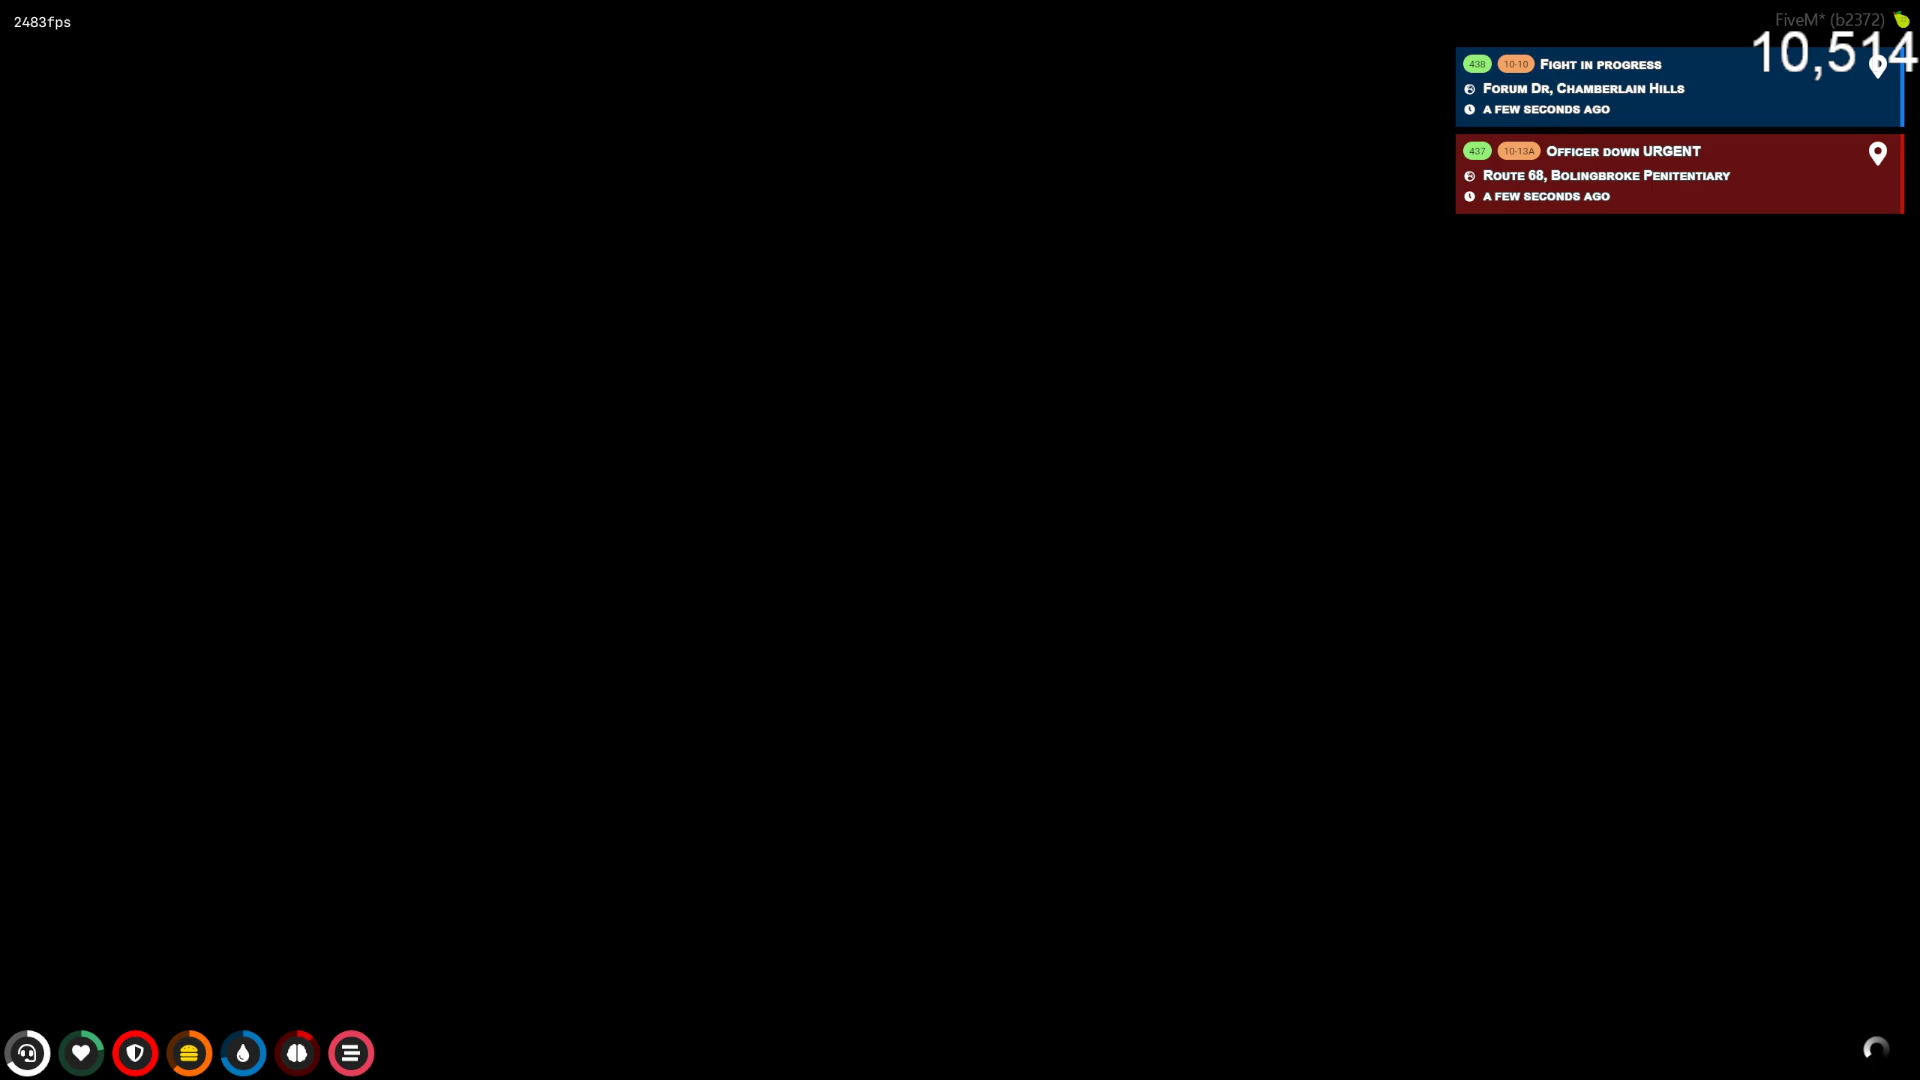 2483fps
FiveM* (b2372)
10,514
438 10-10 FIGHT IN PROGRESS
FORUM DR, CHAMBERLAIN HILLS
A FEW SECONDS AGO
437 10-13A OFFICER DOWN URGENT
ROUTE 68, BOLINGBROKE PENITENTIARY
A FEW SECONDS AGO